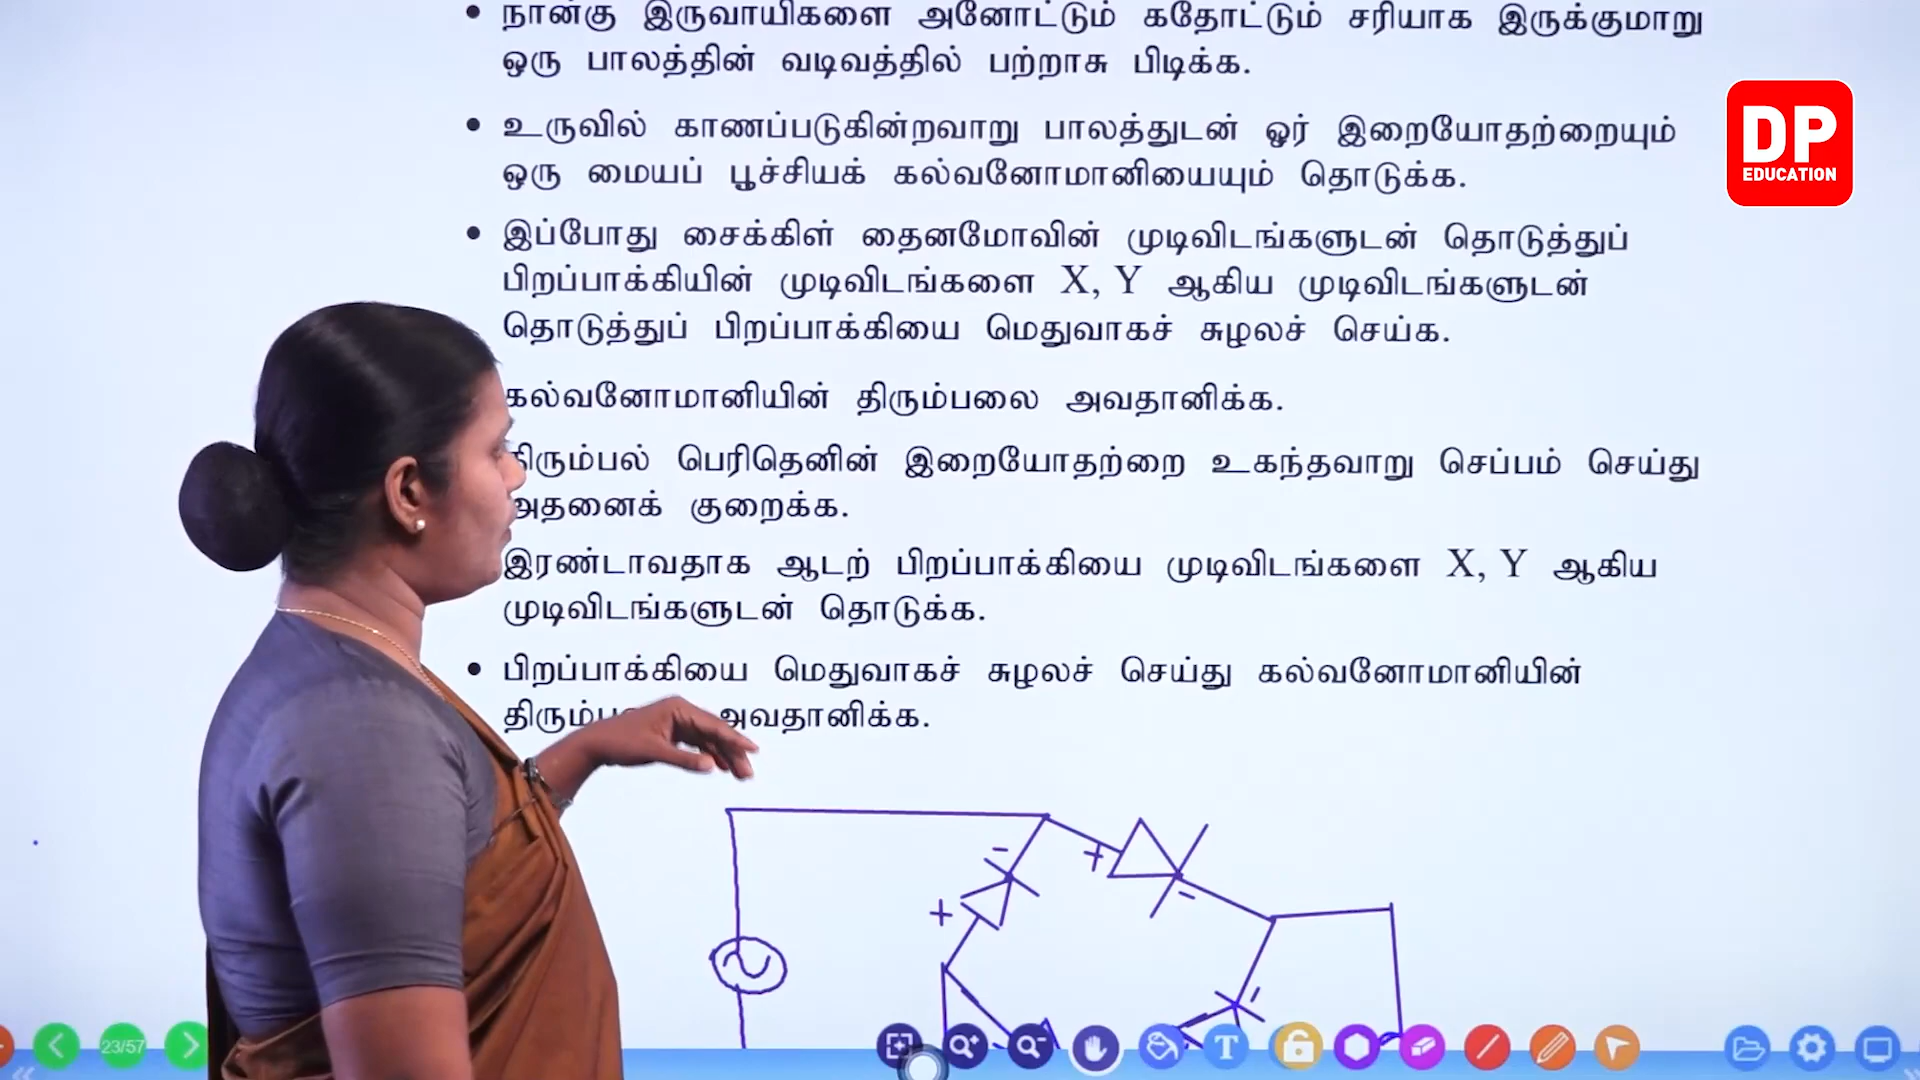 நான்கு இருவாயிகளை அனோட்டும் கதோட்டும் சரியாக இருக்குமாறு
ஒரு பாலத்தின் வடிவத்தில் பற்றாசு பிடிக்க.
DP
EDUCATION
உருவில் காணப்படுகின்றவாறு பாலத்துடன் ஓர் இறையோதற்றையும்
ஒரு மையப் பூச்சியக் கல்வனோமானியையும் தொடுக்க.
இப்போது சைக்கிள் தைனமோவின் முடிவிடங்களுடன் தொடுத்துப்
பிறப்பாக்கியின் முடிவிடங்களை X, Y ஆகிய முடிவிடங்களுடன்
தொடுத்துப் பிறப்பாக்கியை மெதுவாகச் சுழலச் செய்க.
கல்வனோமானியின் திரும்பலை அவதானிக்க.
திரும்பல் பெரிதெனின் இறையோதற்றை உகந்தவாறு செப்பம் செய்து
அதனைக் குறைக்க.
இரண்டாவதாக ஆடற் பிறப்பாக்கியை முடிவிடங்களை X, Y ஆகிய
முடிவிடங்களுடன் தொடுக்க.
பிறப்பாக்கியை மெதுவாகச் சுழலச் செய்து கல்வனோமானியின்
அவதானிக்க.
- + -
+
-
23/57
T